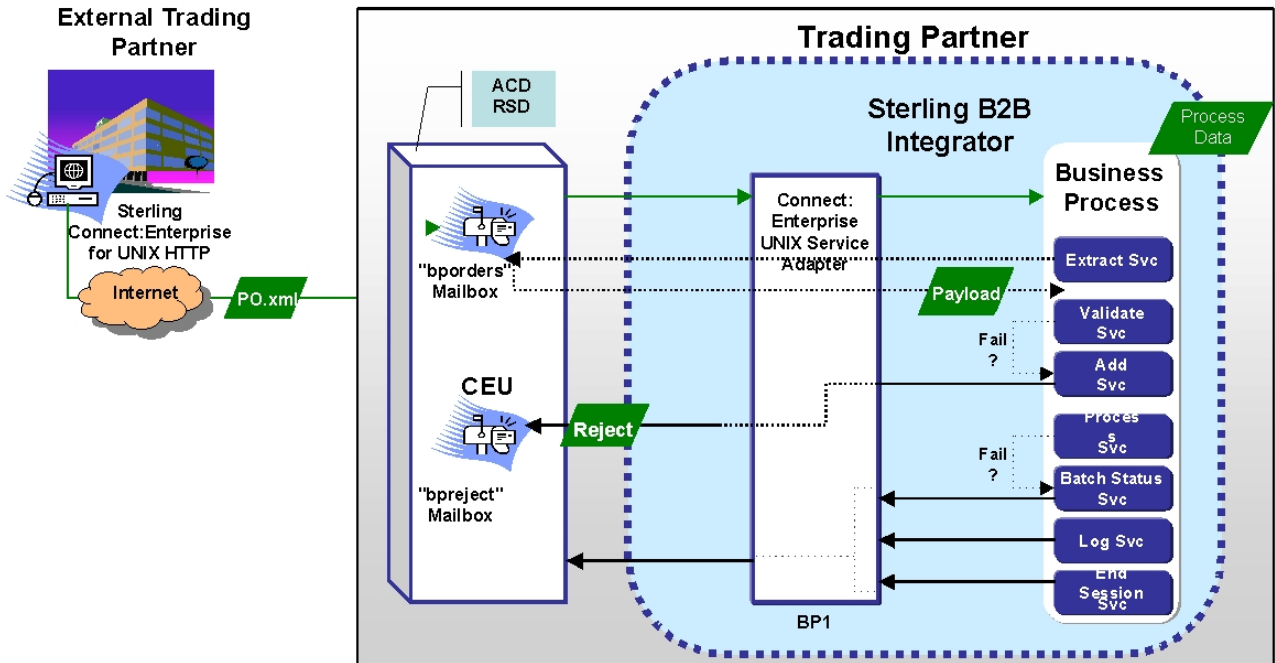 External Trading
Partner
Sterling
Connect:Enterprise
for UNIX HTTP
Internet
PO.xml
Trading Partner
ACD
RSD
Sterling B2B
Integrator
Process
Data
"bporders"
Mailbox
CEU
"bpreject"
Mailbox
Connect:
Enterprise
UNIX Service
Adapter
BP1
Payload
Reject
Business
Process
Extract Svc
Validate
Svc
Fail
?
Add
Svc
Proces
s
Svc
Fail
?
Batch Status
Svc
Log Svc
End
Session
Svc